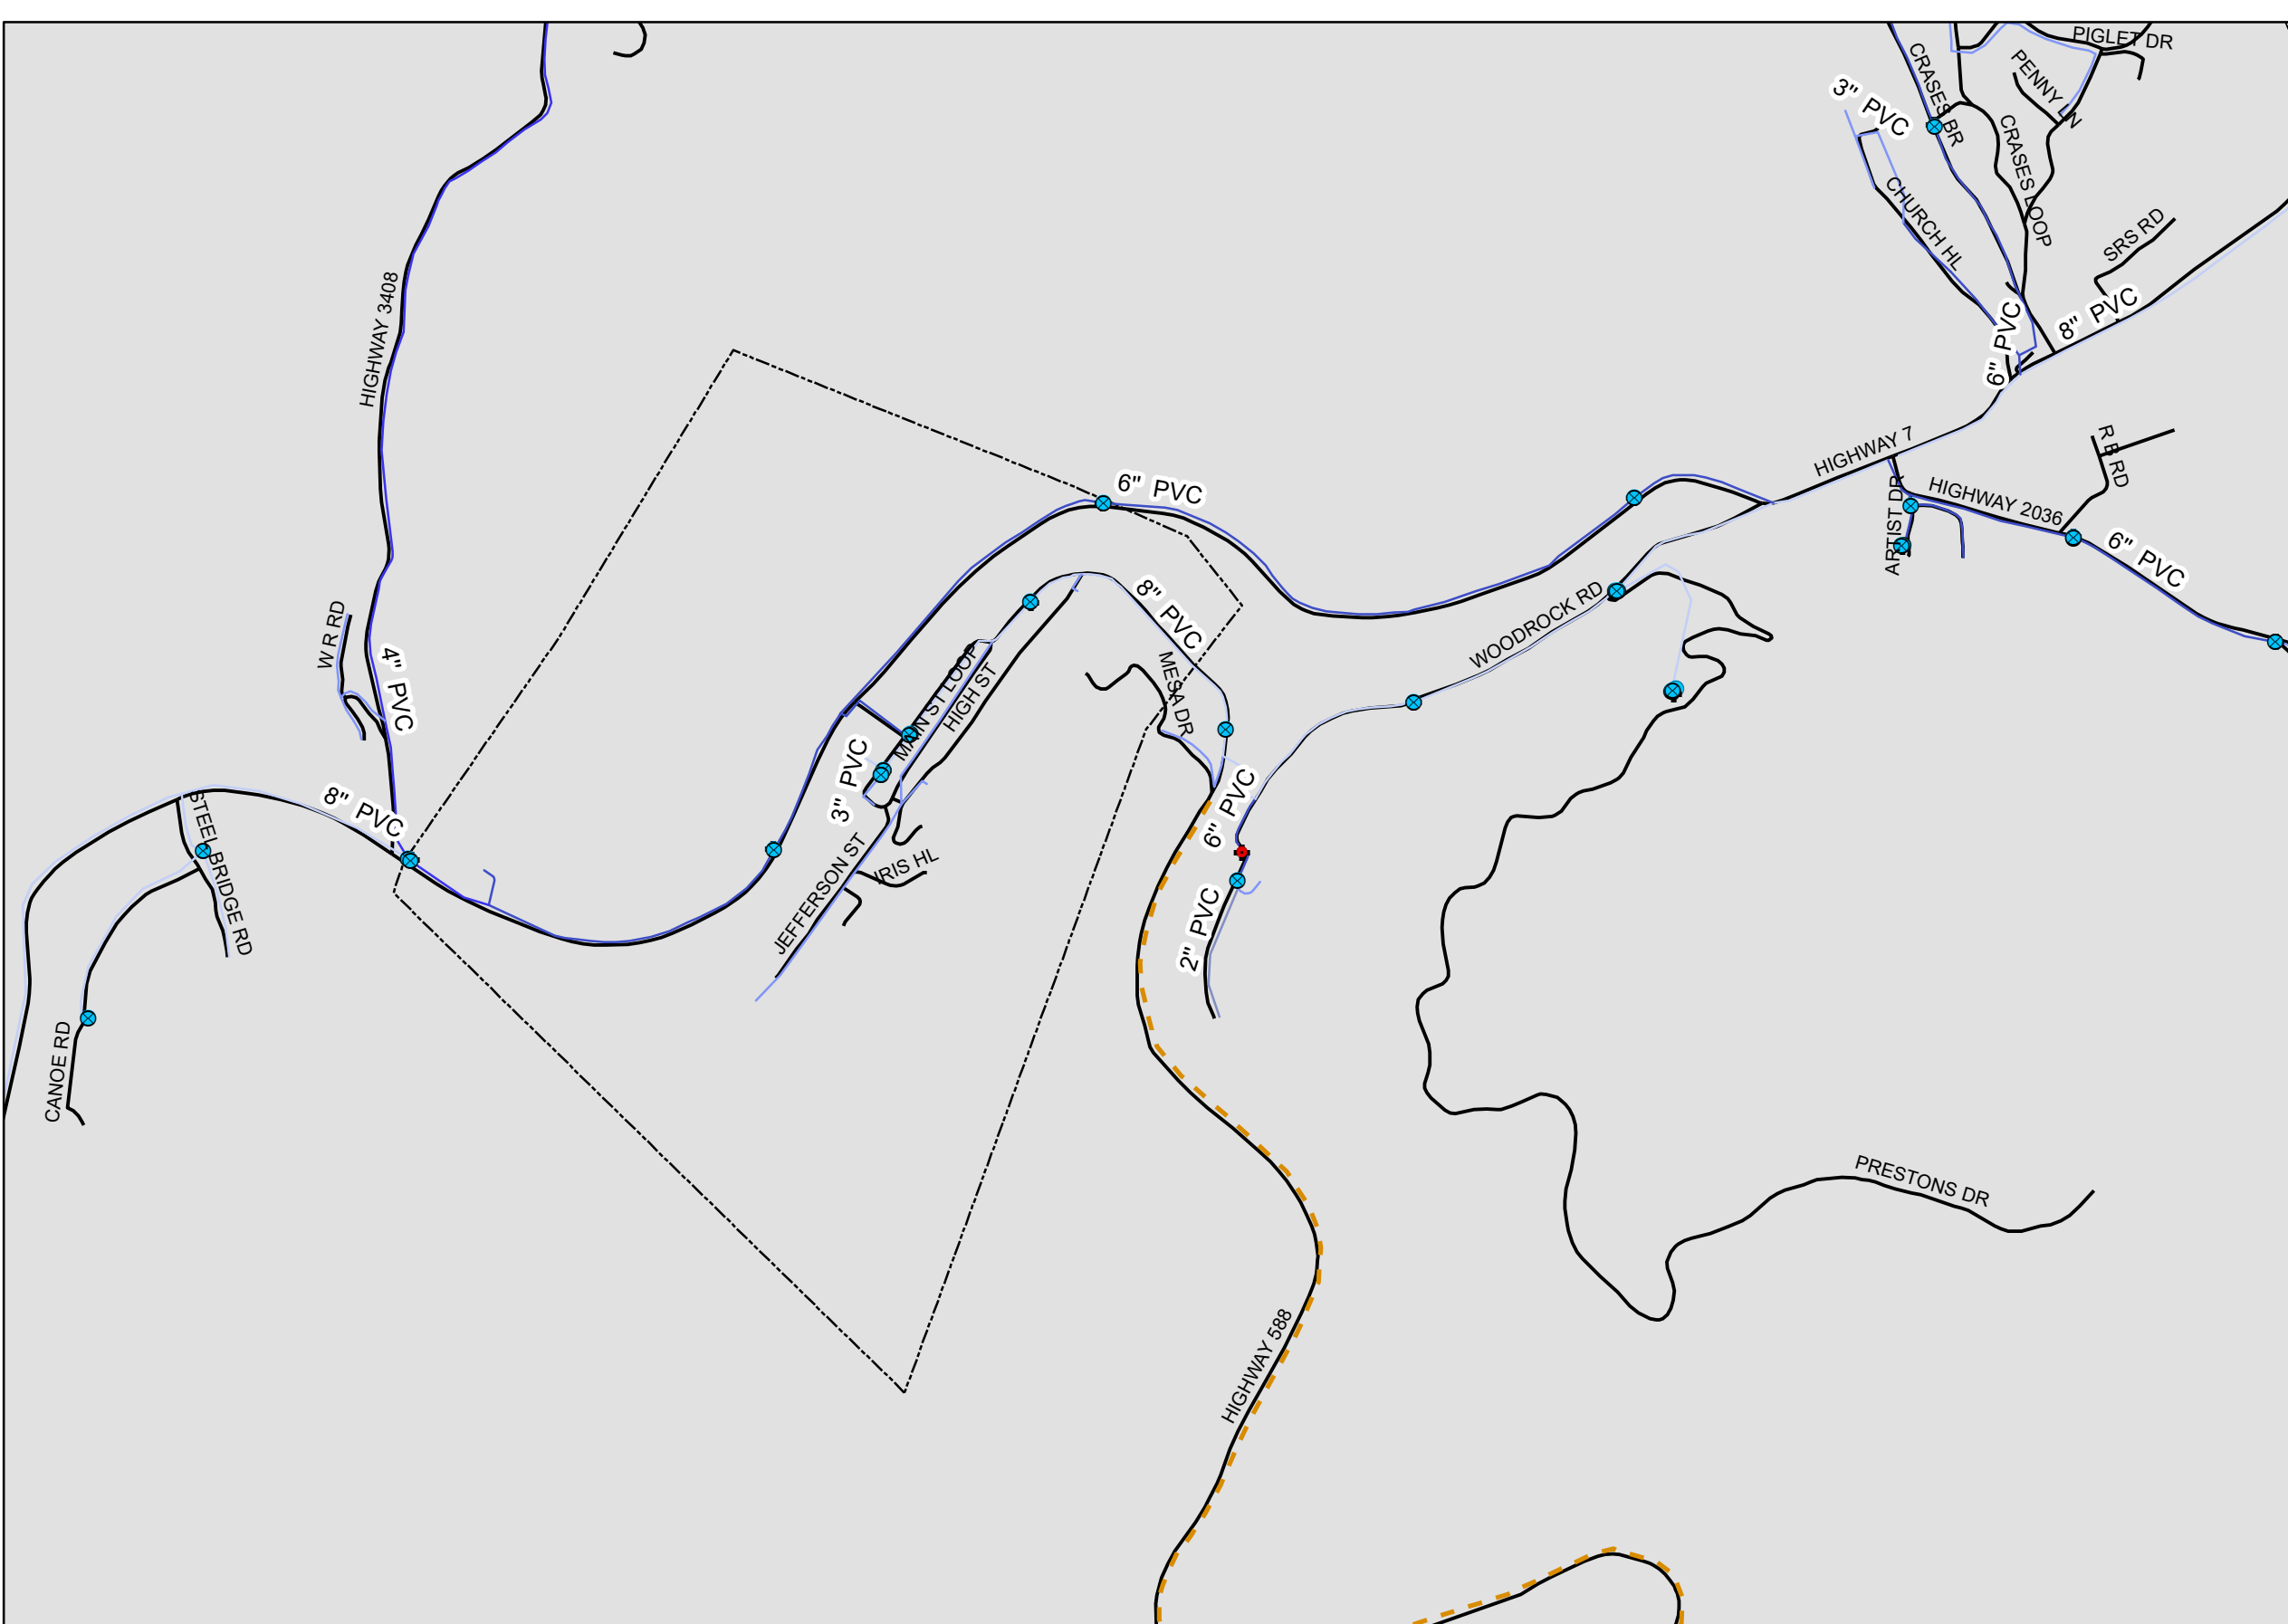 PIGLET DR
CRASES BR
PENNY LN
3" PVC
CRASES LOOP
CHURCH HL
SRS RD
HIGHWAY 3408
6" PVC
8" PVC
HIGHWAY 7
R B RD
HIGHWAY 2036
6" PVC
ARTIST DR
6" PVC
8" PVC
WOODROCK RD
W R RD
4" PVC
MAIN ST LOOP
HIGH ST
MESA DR
3" PVC
8" PVC
6" PVC
STEEL BRIDGE RD
JEFFERSON ST
IRIS HL
2" PVC
CANOE RD
PRESTONS DR
HIGHWAY 588